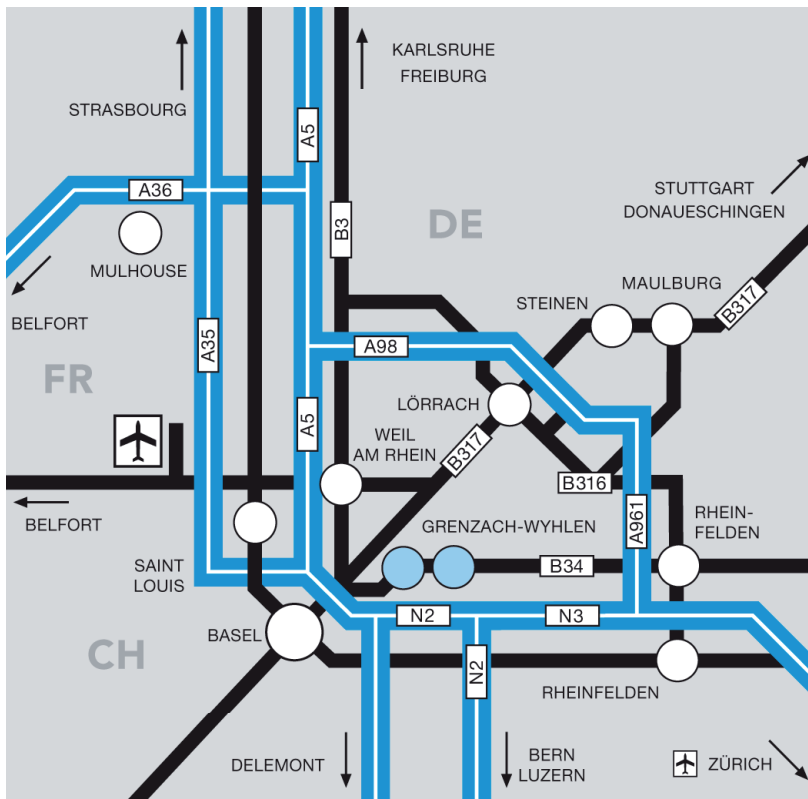 KARLSRUHE
FREIBURG
STRASBOURG
A5
A36
STUTTGART
DONAUESCHINGEN
B3
DE
MULHOUSE
MAULBURG
STEINEN
B317
BELFORT
A35
A98
FR
LÖRRACH
A5
WEIL
AM RHEIN
B317
B316
BELFORT
A961
GRENZACH-WYHLEN
RHEIN-
FELDEN
SAINT
LOUIS
B34
N2
N3
BASEL
CH
N2
RHEINFELDEN
DELEMONT
BERN
LUZERN
ZÜRICH